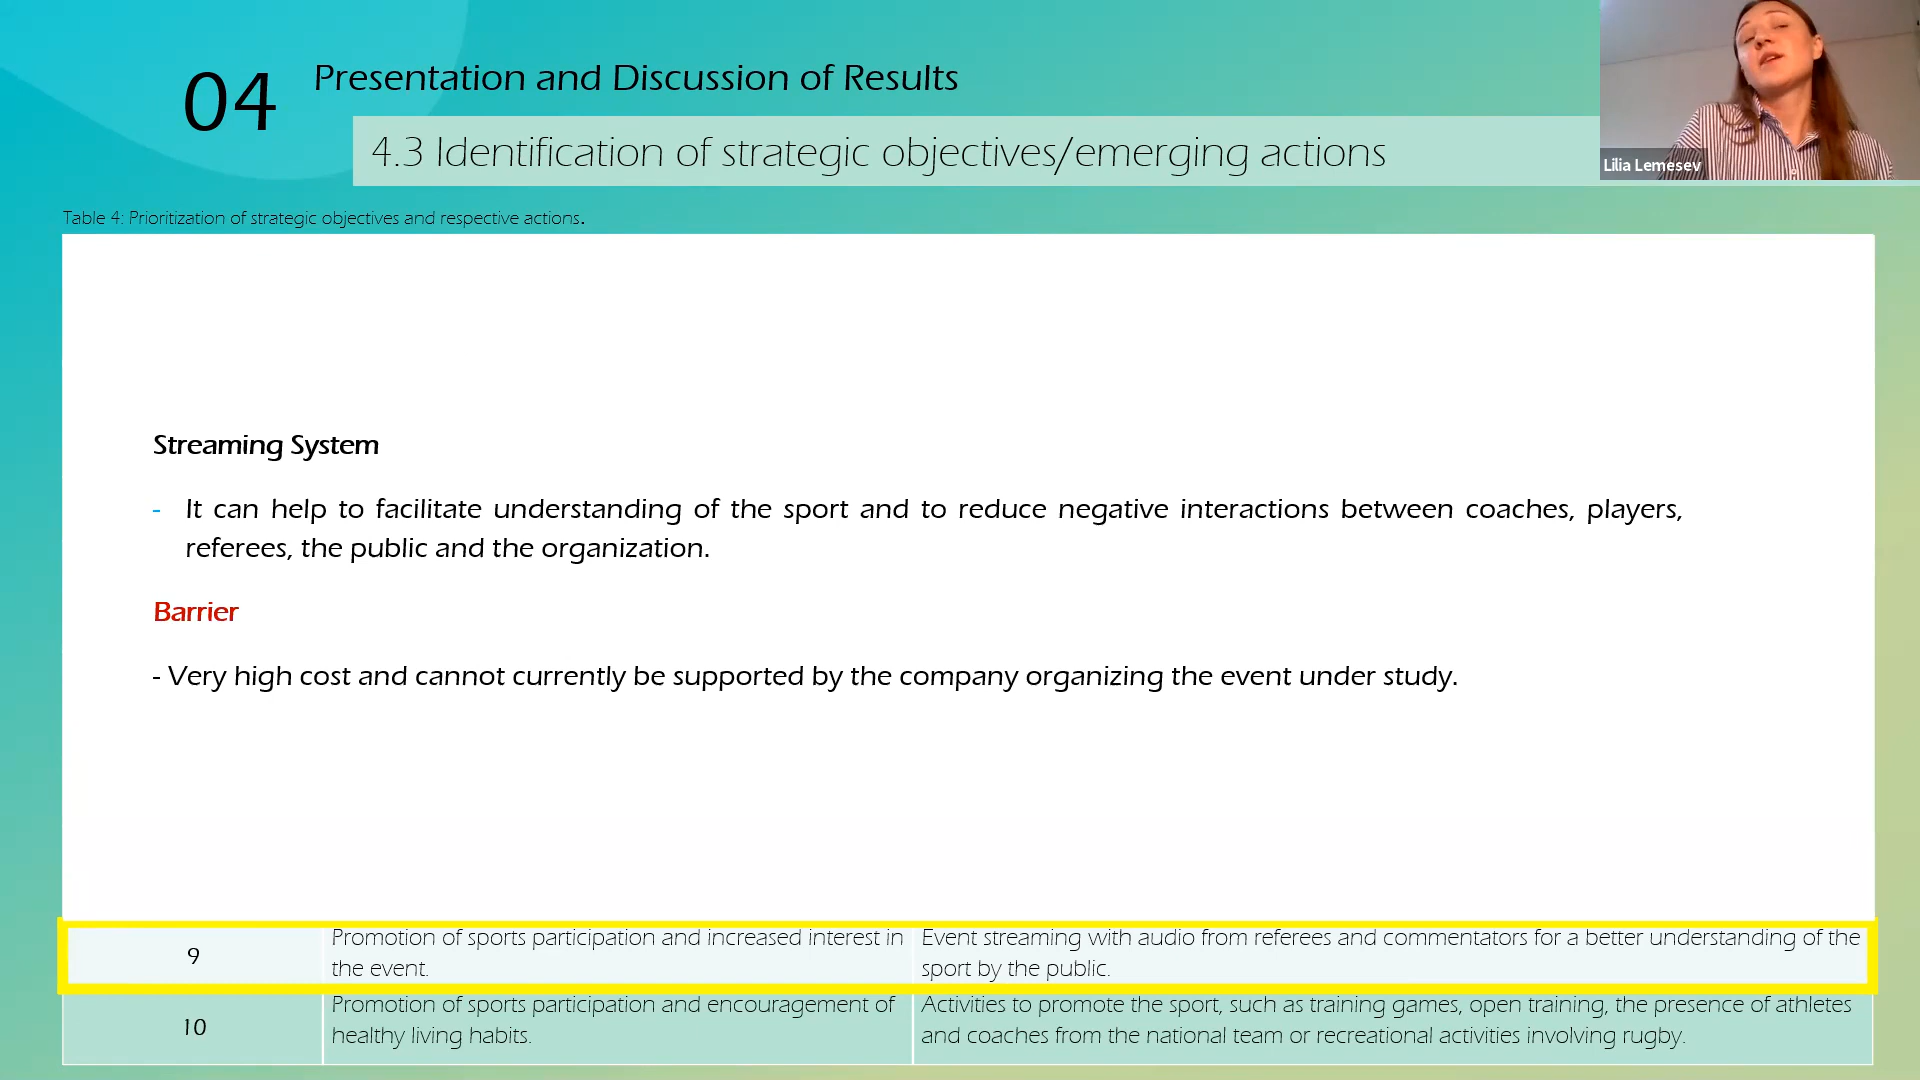 04
Presentation and Discussion of Results
4.3 Identification of strategic objectives/emerging actions
Lilia Lemesev
Table 4: Prioritization of strategic objectives and respective actions.
Streaming System
- It can help to facilitate understanding of the sport and to reduce negative interactions between coaches, players,
referees, the public and the organization.
Barrier
- Very high cost and cannot currently be supported by the company organizing the event under study.
9
Promotion of sports participation and increased interest in
the event.
Event streaming with audio from referees and commentators for a better understanding of the
sport by the public.
10
Promotion of sports participation and encouragement of
healthy living habits.
Activities to promote the sport, such as training games, open training, the presence of athletes
and coaches from the national team or recreational activities involving rugby.